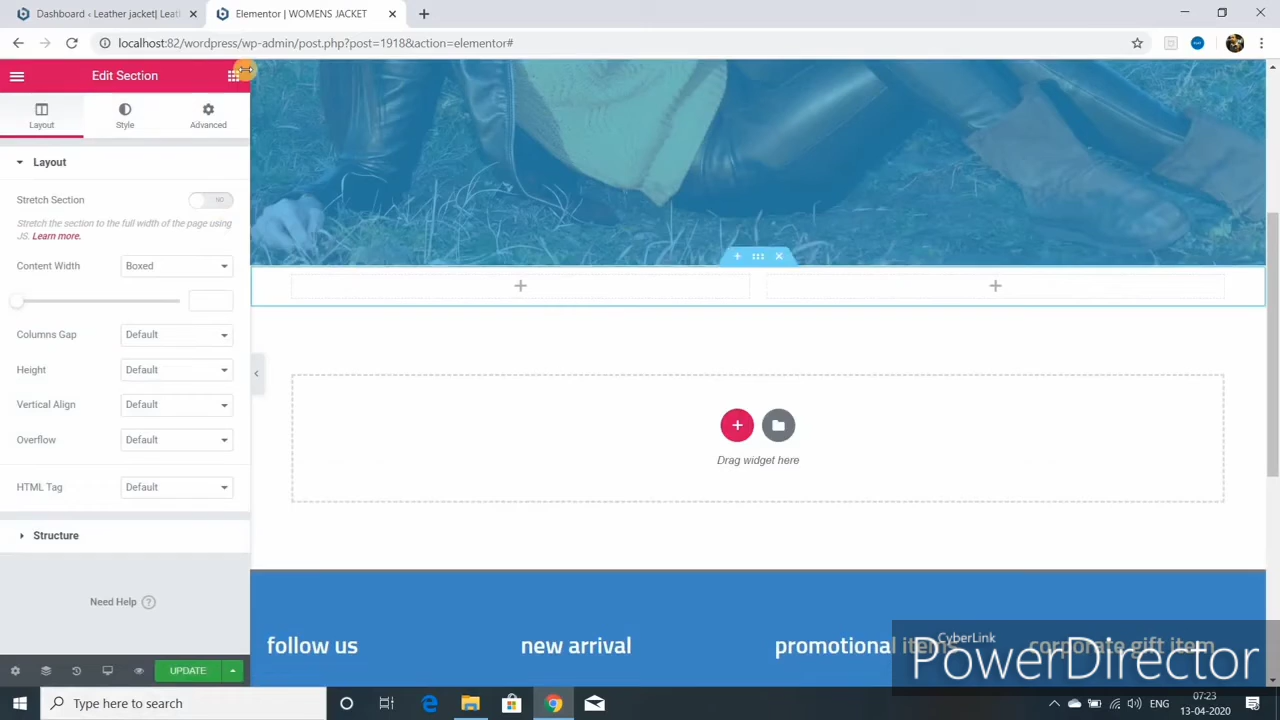 Dashboard ‹ Leather jacket| Leat
Elementor | WOMENS JACKET
localhost:82/wordpress/wp-admin/post.php?post=1918&action=elementor#
Edit Section
Layout
Style
Advanced
Layout
Stretch Section
NO
Stretch the section to the full width of the page using
JS. Learn more.
Content Width
Boxed
Columns Gap
Default
Height
Default
Vertical Align
Default
Overflow
Default
HTML Tag
Default
Structure
Need Help ?
UPDATE
Drag widget here
follow us
new arrival
promotional items
corporate gift item
CyberLink
PowerDirector
Type here to search
ENG
07:23
13-04-2020